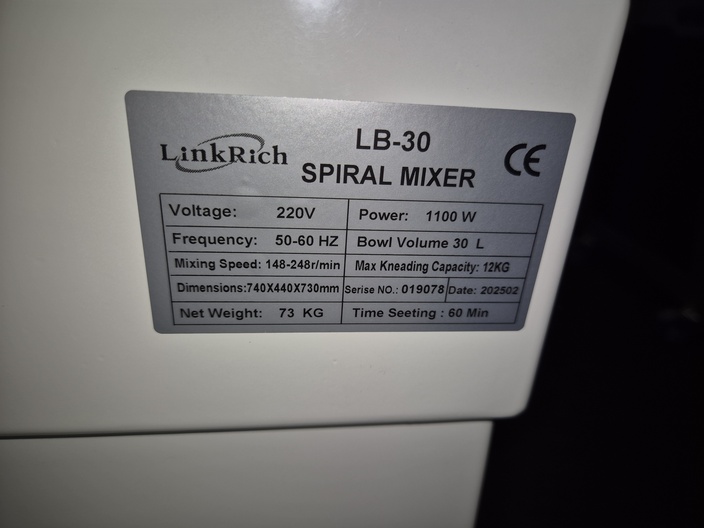 LinkRich
LB-30
SPIRAL MIXER
CE
Voltage: 220V Power: 1100 W
Frequency: 50-60 HZ Bowl Volume 30 L
Mixing Speed: 148-248r/min Max Kneading Capacity: 12KG
Dimensions:740X440X730mm Serise NO.: 019078 Date: 202502
Net Weight: 73 KG Time Seeting : 60 Min